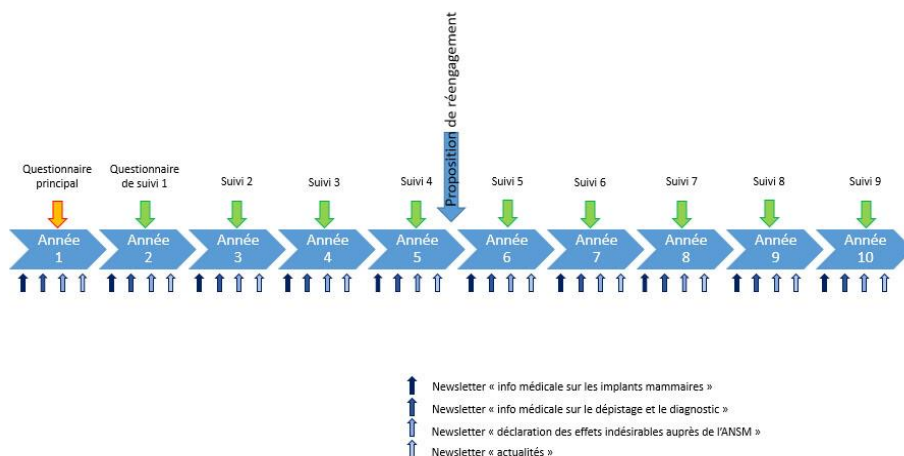 Proposition de réengagement
Questionnaire
principal
Questionnaire
de suivi 1
Suivi 2
Suivi 3
Suivi 4
Suivi 5
Suivi 6
Suivi 7
Suivi 8
Suivi 9
Année
1
Année
2
Année
3
Année
4
Année
5
Année
6
Année
7
Année
8
Année
9
Année
10
Newsletter « info médicale sur les implants mammaires »
Newsletter « info médicale sur le dépistage et le diagnostic »
Newsletter « déclaration des effets indésirables auprès de l'ANSM »
Newsletter « actualités »